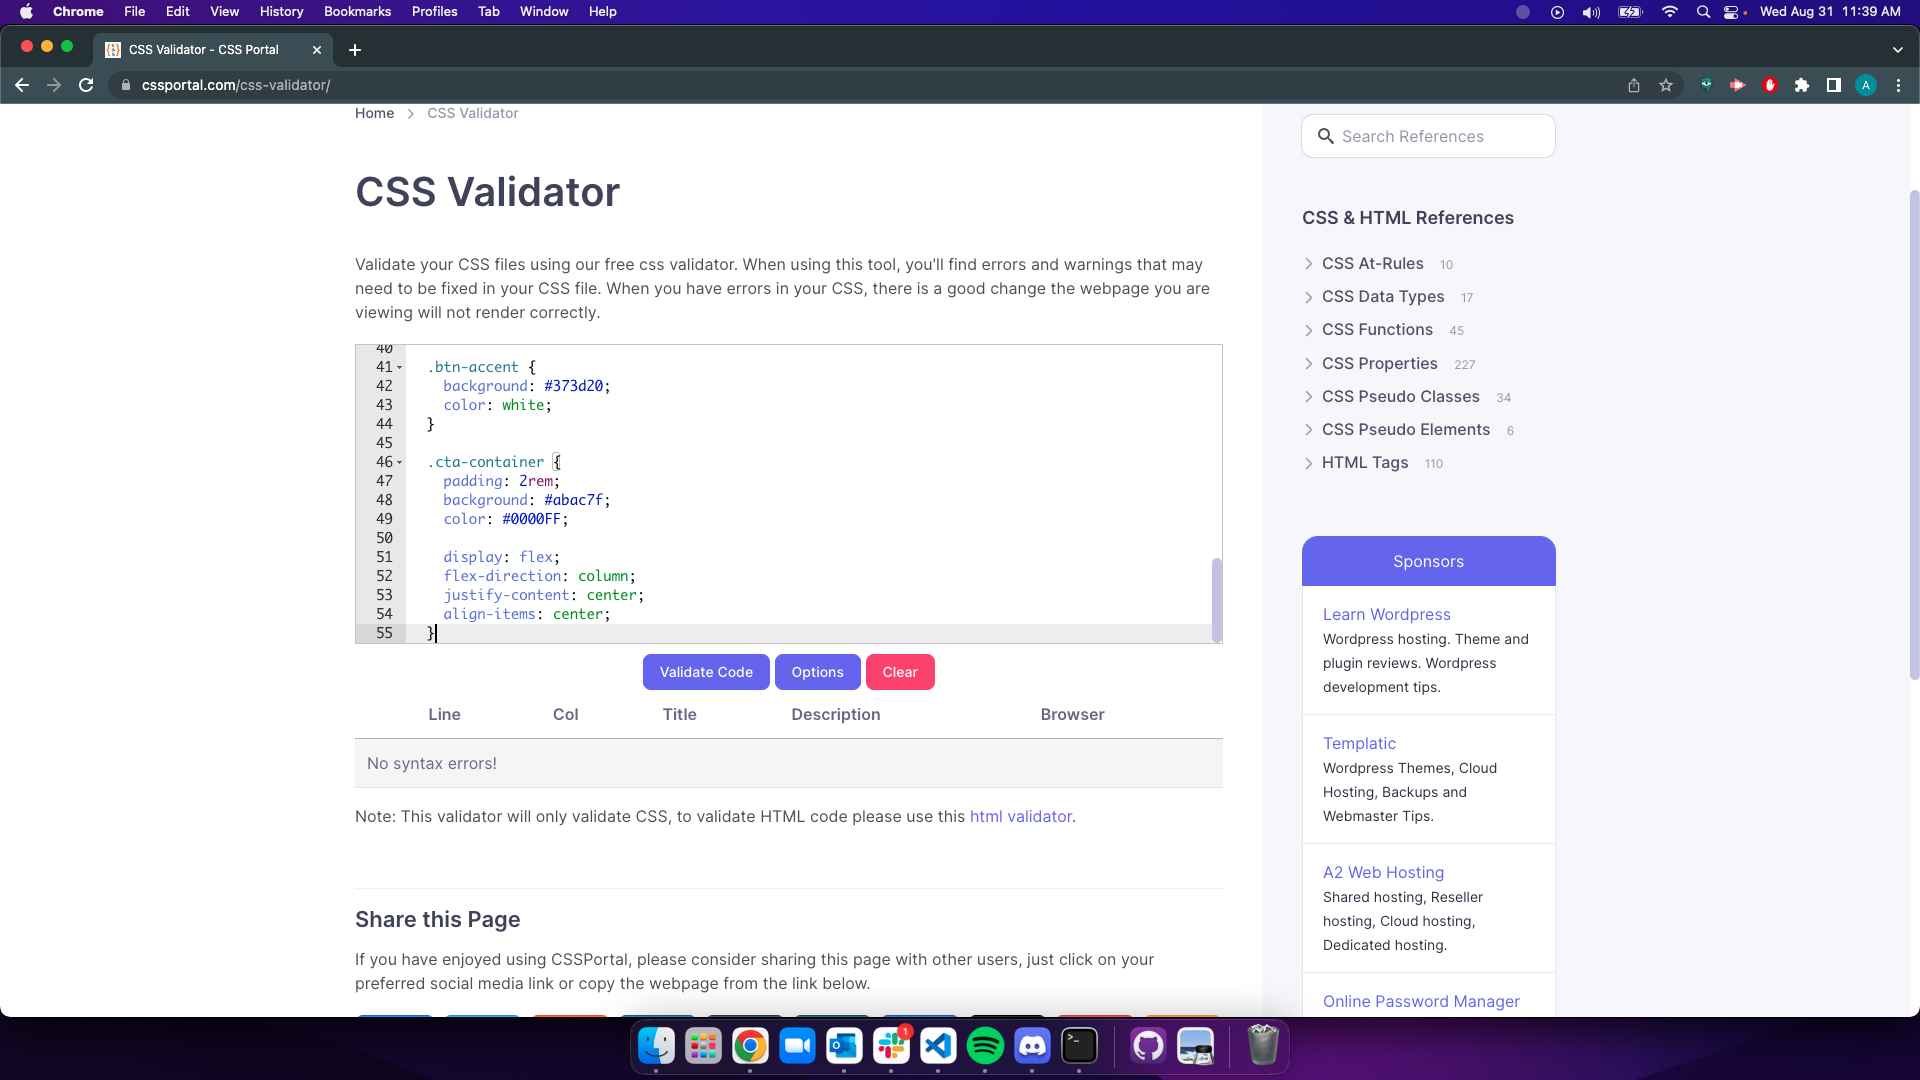 Chrome File Edit View History Bookmarks Profiles Tab Window Help Wed Aug 31 11:39 AM
CSS Validator - CSS Portal
cssportal.com/css-validator/
A
Home CSS Validator
CSS Validator
Validate your CSS files using our free css validator. When using this tool, you'll find errors and warnings that may
need to be fixed in your CSS file. When you have errors in your CSS, there is a good change the webpage you are
viewing will not render correctly.
40
41 .btn-accent {
42 background: #373d20;
43 color: white;
44 }
45
46 .cta-container {
47 padding: 2rem;
48 background: #abac7f;
49 color: #0000FF;
50
51 display: flex;
52 flex-direction: column;
53 justify-content: center;
54 align-items: center;
55 }
Validate Code Options Clear
Line Col Title Description Browser
No syntax errors!
Note: This validator will only validate CSS, to validate HTML code please use this html validator.
Share this Page
If you have enjoyed using CSSPortal, please consider sharing this page with other users, just click on your
preferred social media link or copy the webpage from the link below.
Search References
CSS & HTML References
CSS At-Rules 10
CSS Data Types 17
CSS Functions 45
CSS Properties 227
CSS Pseudo Classes 34
CSS Pseudo Elements 6
HTML Tags 110
Sponsors
Learn Wordpress
Wordpress hosting. Theme and
plugin reviews. Wordpress
development tips.
Templatic
Wordpress Themes, Cloud
Hosting, Backups and
Webmaster Tips.
A2 Web Hosting
Shared hosting, Reseller
hosting, Cloud hosting,
Dedicated hosting.
Online Password Manager
1